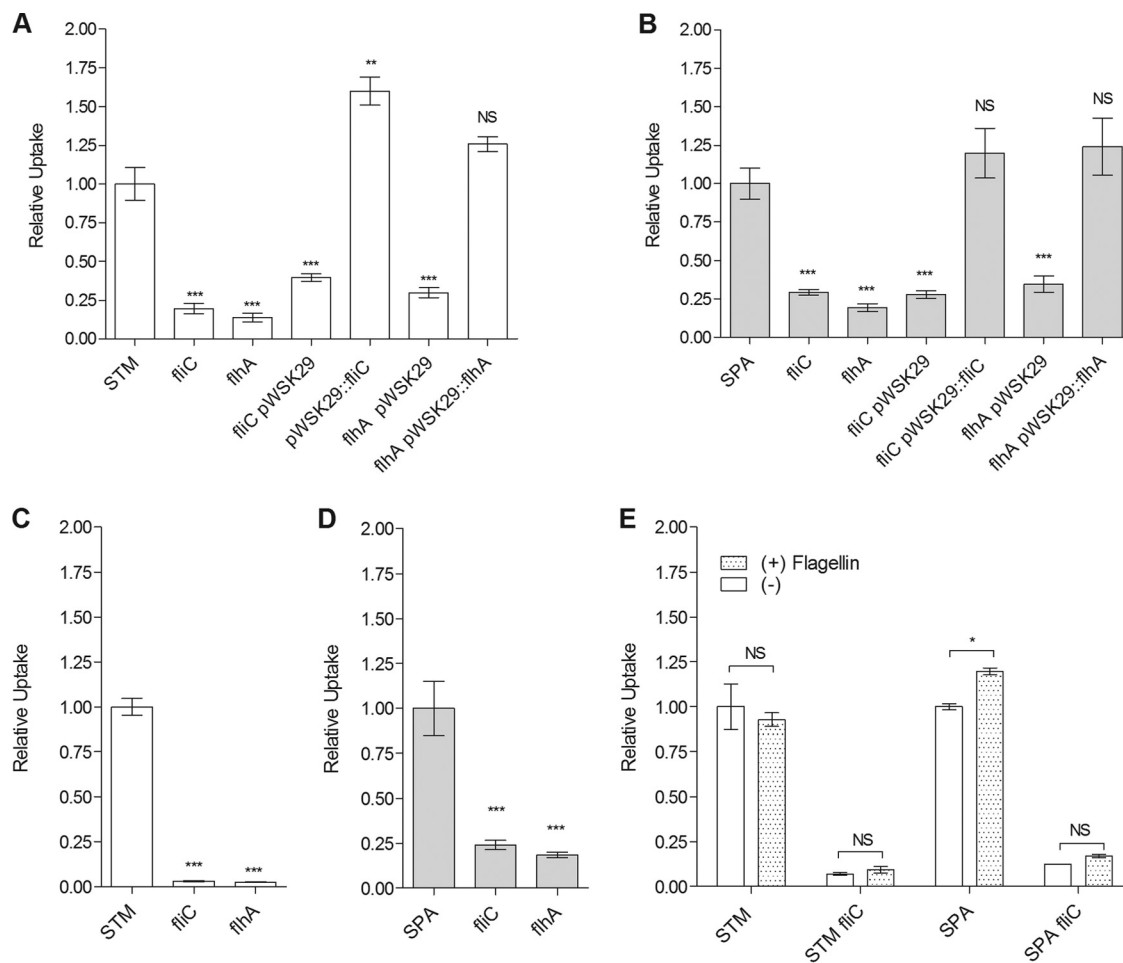 A
Relative Uptake
2.00
1.75
1.50
1.25
1.00
0.75
0.50
0.25
0.00
***
***
***
**
***
NS
STM
fliC
flhA
fliC pWSK29
pWSK29::fliC
flhA pWSK29
flhA pWSK29::flhA
B
Relative Uptake
2.00
1.75
1.50
1.25
1.00
0.75
0.50
0.25
0.00
***
***
***
NS
***
NS
SPA
fliC
flhA
fliC pWSK29
fliC pWSK29::fliC
flhA pWSK29
flhA pWSK29::flhA
C
Relative Uptake
2.00
1.75
1.50
1.25
1.00
0.75
0.50
0.25
0.00
***
***
STM
fliC
flhA
D
Relative Uptake
2.00
1.75
1.50
1.25
1.00
0.75
0.50
0.25
0.00
***
***
SPA
fliC
flhA
E
Relative Uptake
2.00
1.75
1.50
1.25
1.00
0.75
0.50
0.25
0.00
(+) Flagellin
(-)
NS
NS
*
NS
STM
STM fliC
SPA
SPA fliC